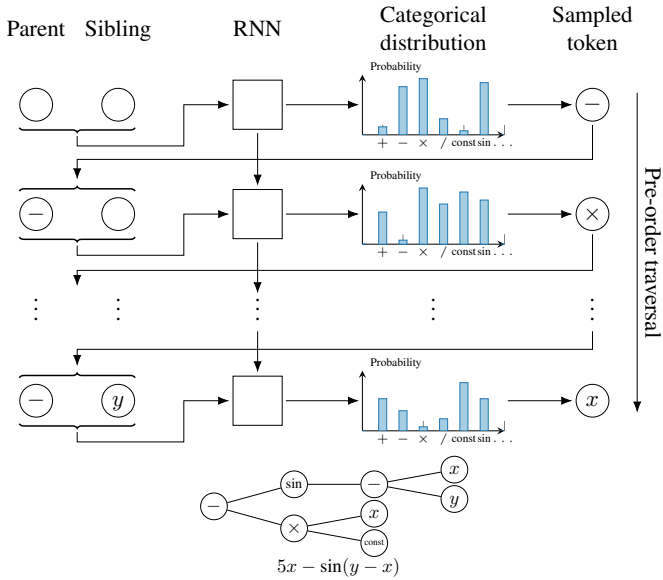 Parent Sibling RNN Categorical distribution Sampled token
Probability
−
+ − × / const sin . . .
Pre-order traversal
−
Probability
×
+ − × / const sin . . .
Probability
− y
x
+ − × / const sin . . .
x
sin −
− y
x
×
const
5x − sin(y − x)